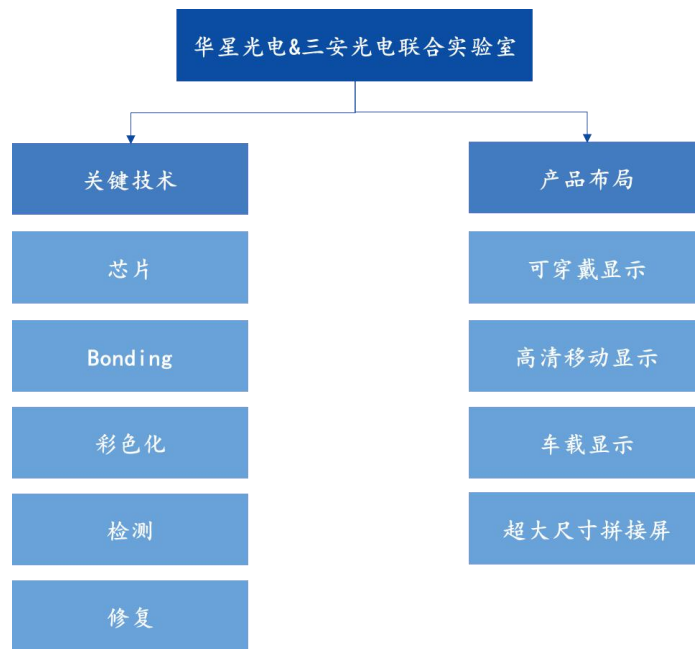 华星光电&三安光电联合实验室
关键技术
产品布局
芯片
可穿戴显示
Bonding
高清移动显示
彩色化
车载显示
检测
超大尺寸拼接屏
修复